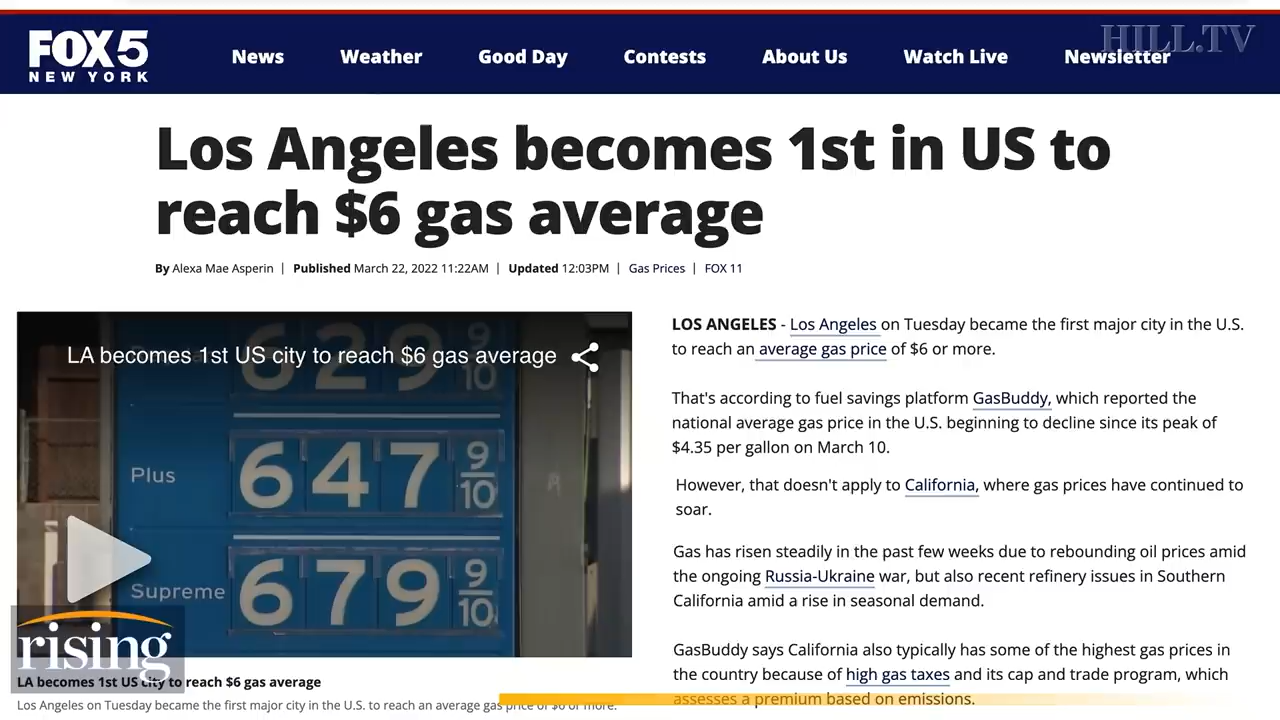 FOX 5
NEW YORK
News Weather Good Day Contests About Us Watch Live Newsletter
HILL.TV
Los Angeles becomes 1st in US to
reach $6 gas average
By Alexa Mae Asperin | Published March 22, 2022 11:22AM | Updated 12:03PM | Gas Prices | FOX 11
LA becomes 1st US city to reach $6 gas average
629 9/10
Plus 647 9/10
Supreme 679 9/10
rising
LA becomes 1st US city to reach $6 gas average
Los Angeles on Tuesday became the first major city in the U.S. to reach an average gas price of $6 or more.
LOS ANGELES - Los Angeles on Tuesday became the first major city in the U.S.
to reach an average gas price of $6 or more.
That's according to fuel savings platform GasBuddy, which reported the
national average gas price in the U.S. beginning to decline since its peak of
$4.35 per gallon on March 10.
However, that doesn't apply to California, where gas prices have continued to
soar.
Gas has risen steadily in the past few weeks due to rebounding oil prices amid
the ongoing Russia-Ukraine war, but also recent refinery issues in Southern
California amid a rise in seasonal demand.
GasBuddy says California also typically has some of the highest gas prices in
the country because of high gas taxes and its cap and trade program, which
assesses a premium based on emissions.